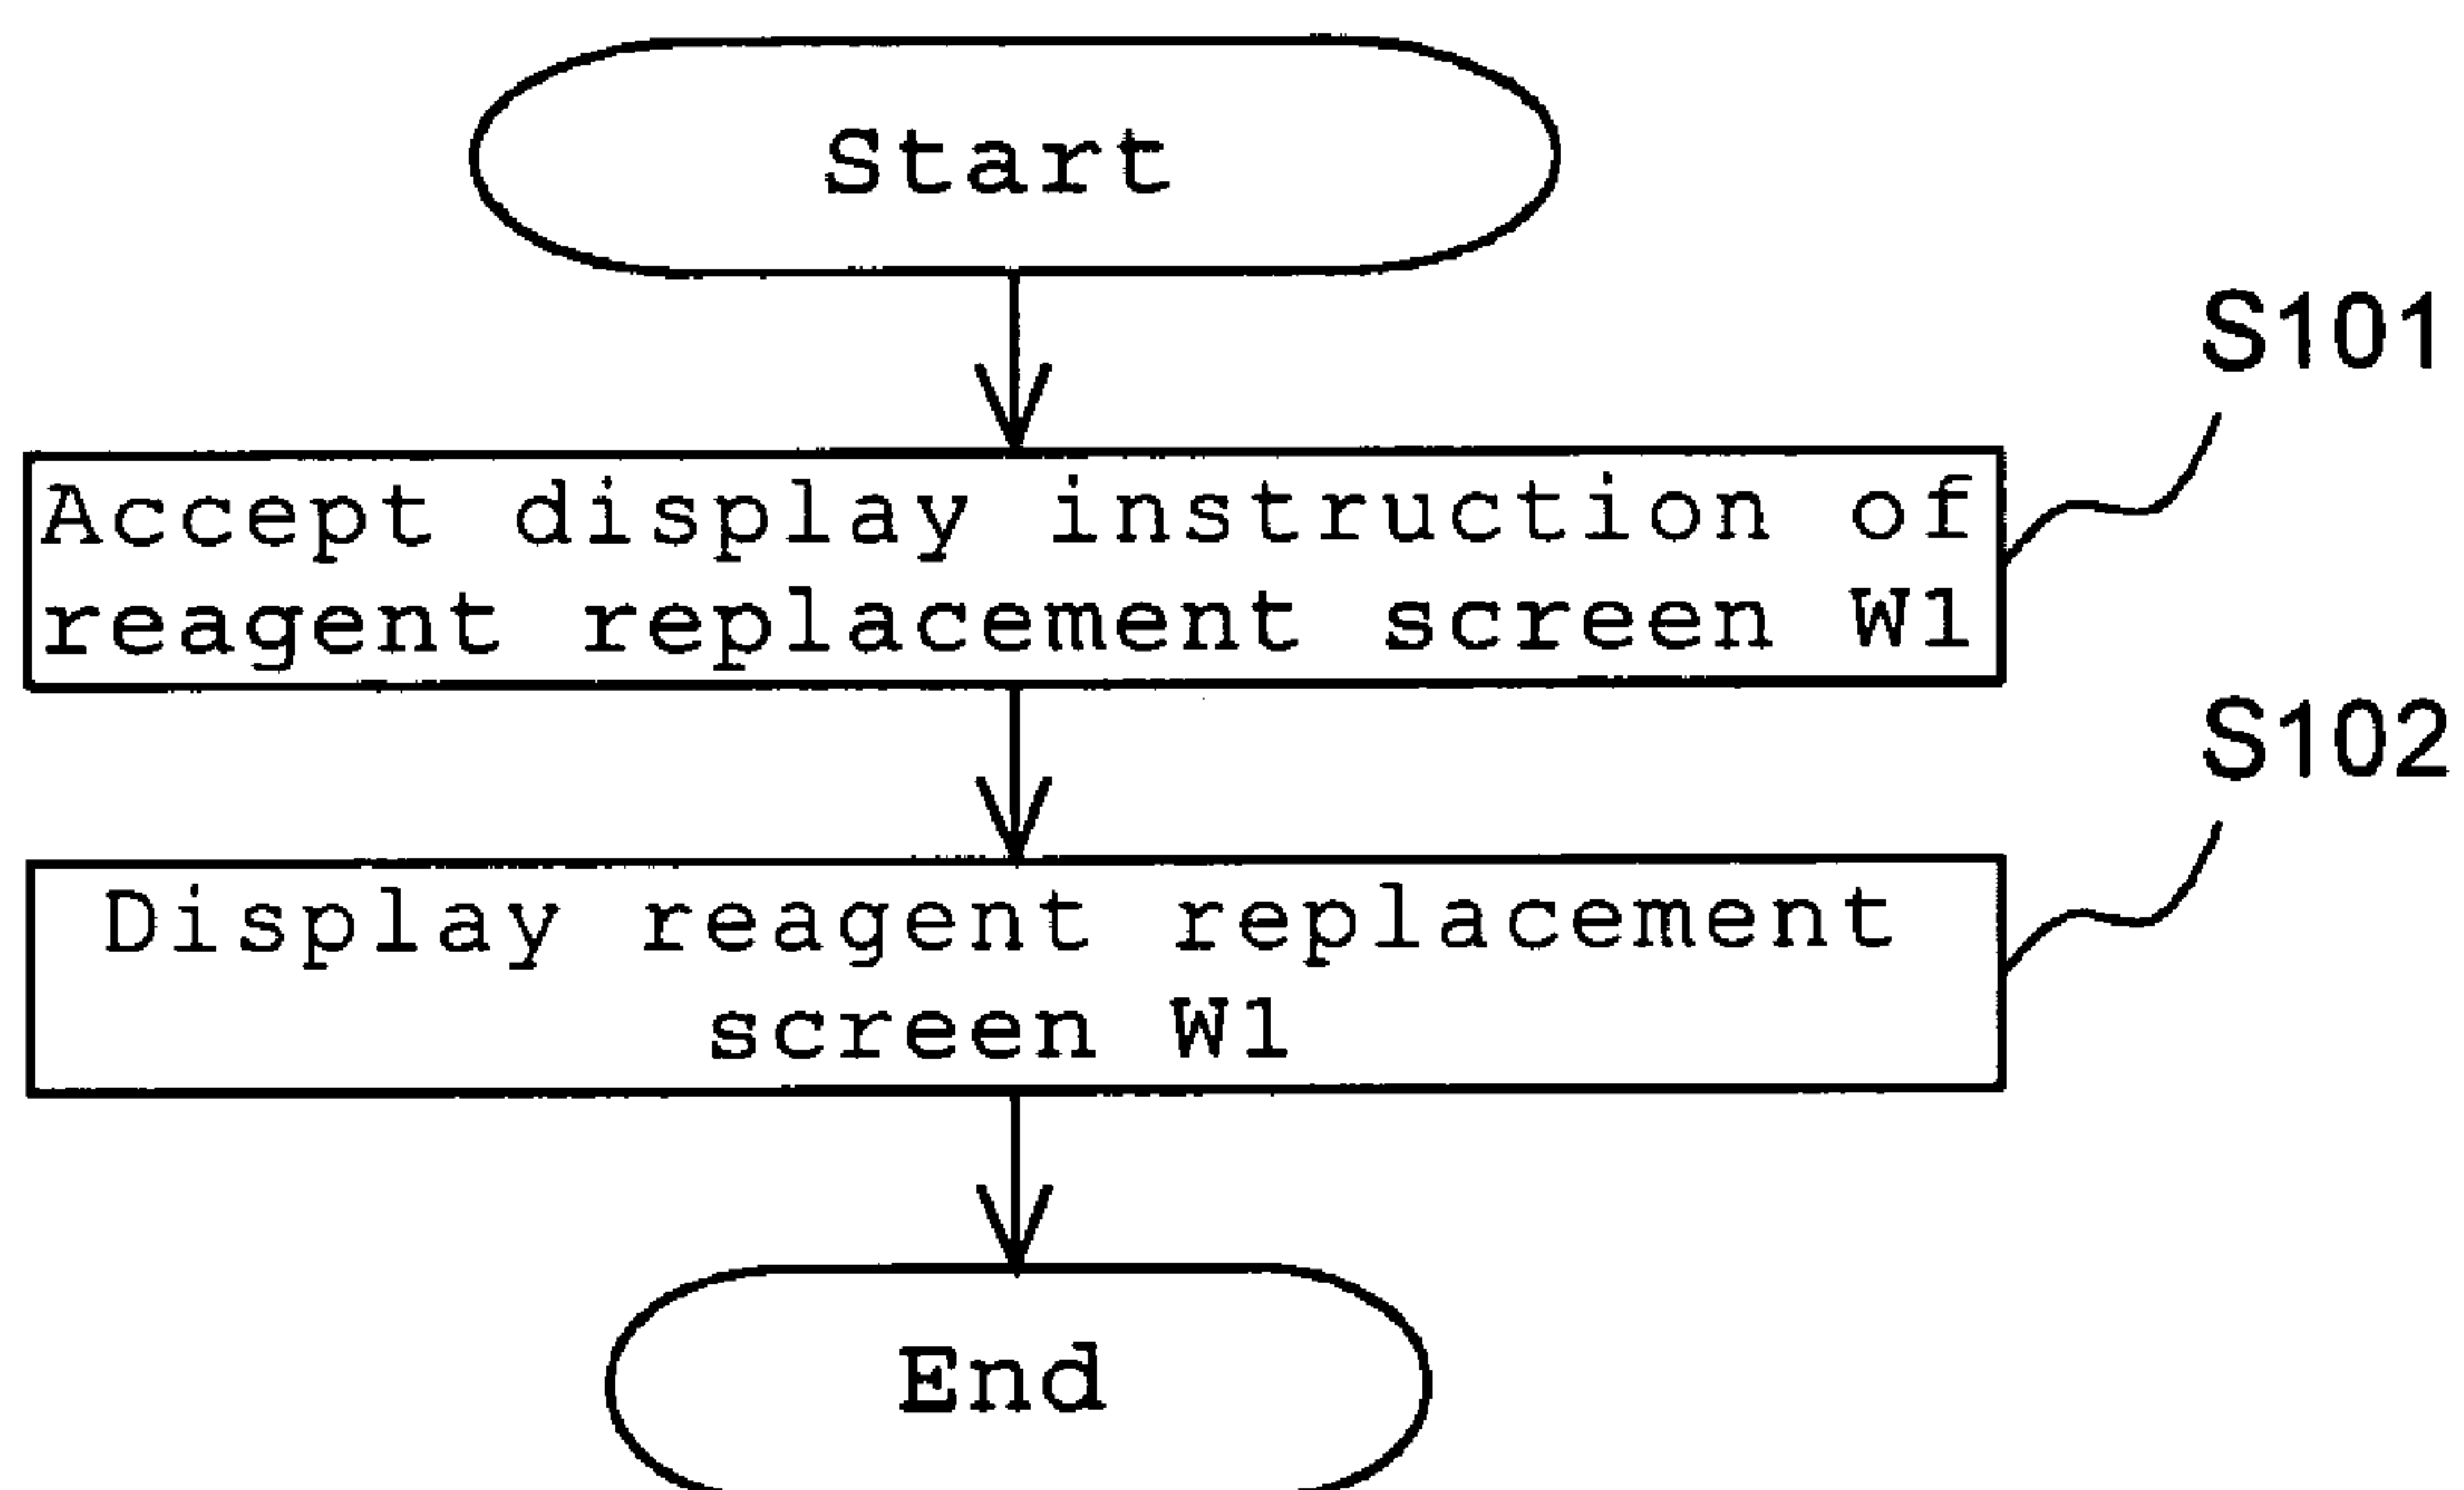 Start
S101
Accept display instruction of
reagent replacement screen W1
S102
Display reagent replacement
screen W1
End